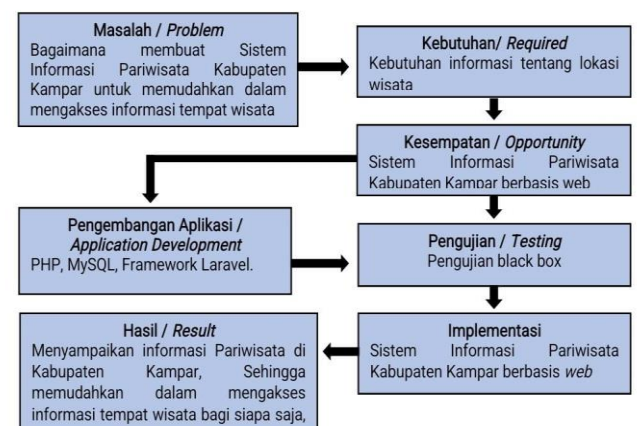 Masalah / Problem
Bagaimana membuat Sistem
Informasi Pariwisata Kabupaten
Kampar untuk memudahkan dalam
mengakses informasi tempat wisata
Kebutuhan/ Required
Kebutuhan informasi tentang lokasi
wisata
Kesempatan / Opportunity
Sistem Informasi Pariwisata
Kabupaten Kampar berbasis web
Pengembangan Aplikasi /
Application Development
PHP, MySQL, Framework Laravel.
Pengujian / Testing
Pengujian black box
Implementasi
Sistem Informasi Pariwisata
Kabupaten Kampar berbasis web
Hasil / Result
Menyampaikan informasi Pariwisata di
Kabupaten Kampar, Sehingga
memudahkan dalam mengakses
informasi tempat wisata bagi siapa saja,